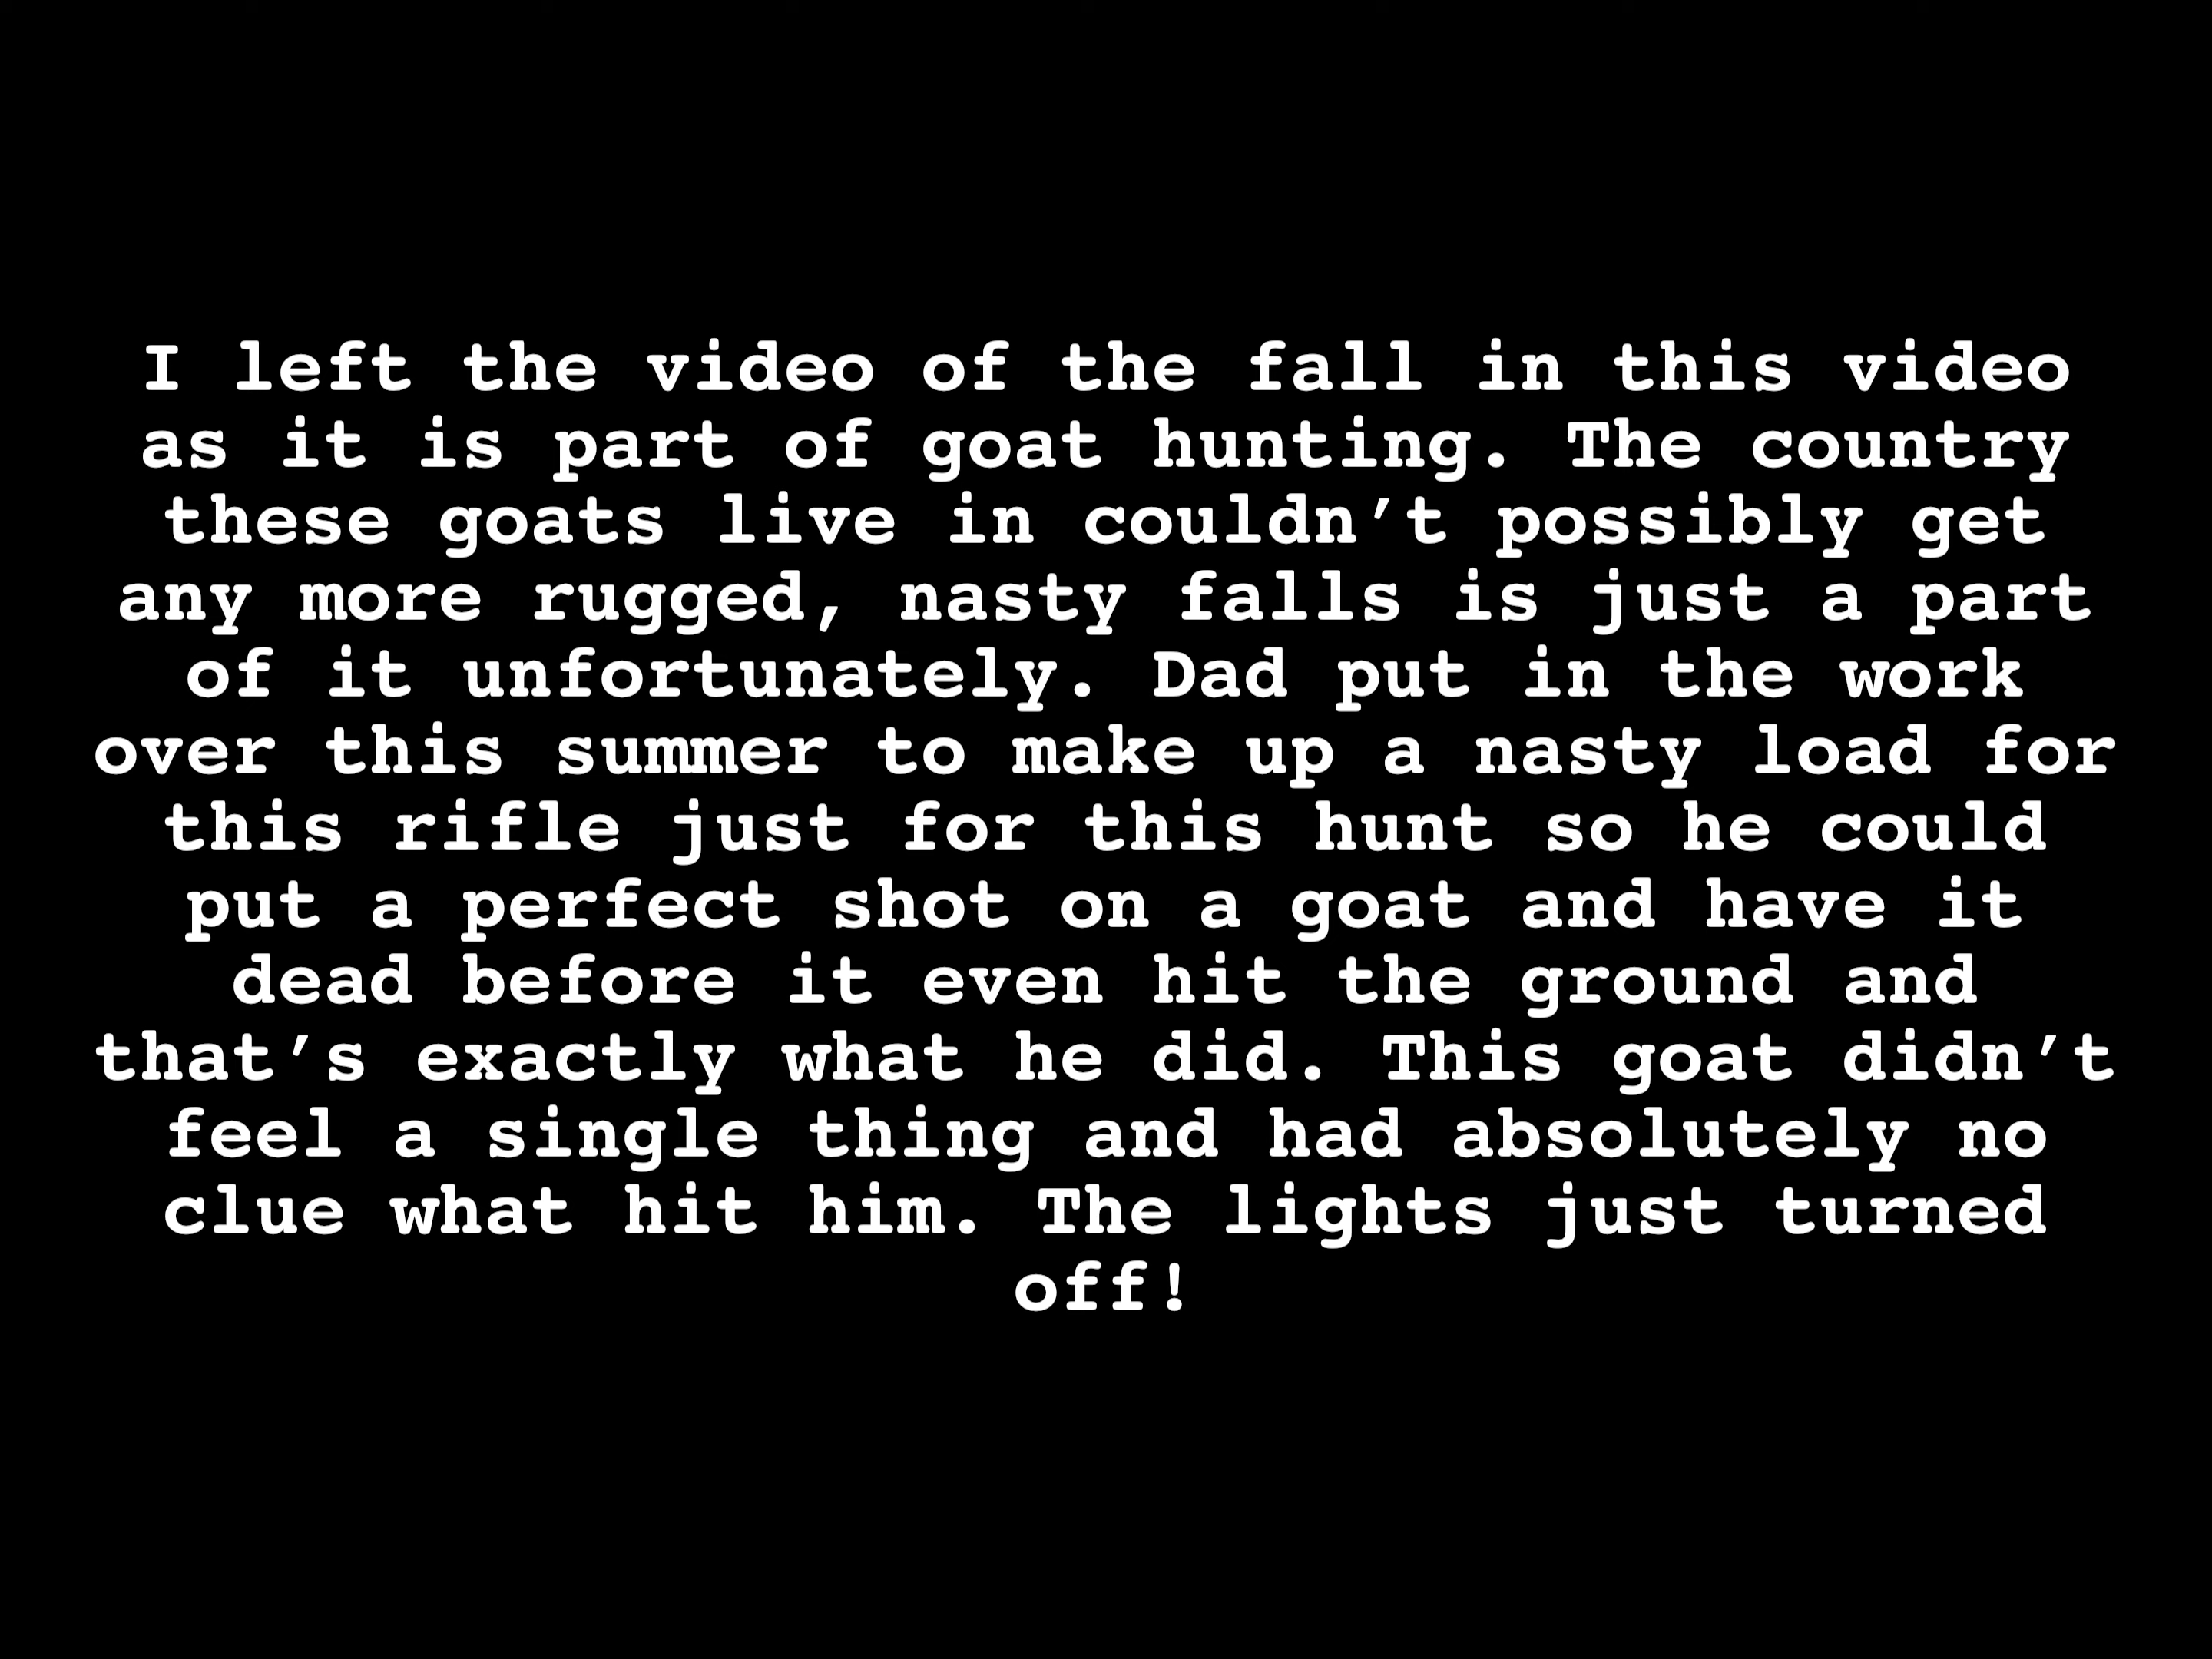 I left the video of the fall in this video
as it is part of goat hunting. The country
these goats live in couldn't possibly get
any more rugged, nasty falls is just a part
of it unfortunately. Dad put in the work
over this summer to make up a nasty load for
this rifle just for this hunt so he could
put a perfect shot on a goat and have it
dead before it even hit the ground and
that's exactly what he did. This goat didn't
feel a single thing and had absolutely no
clue what hit him. The lights just turned
off!